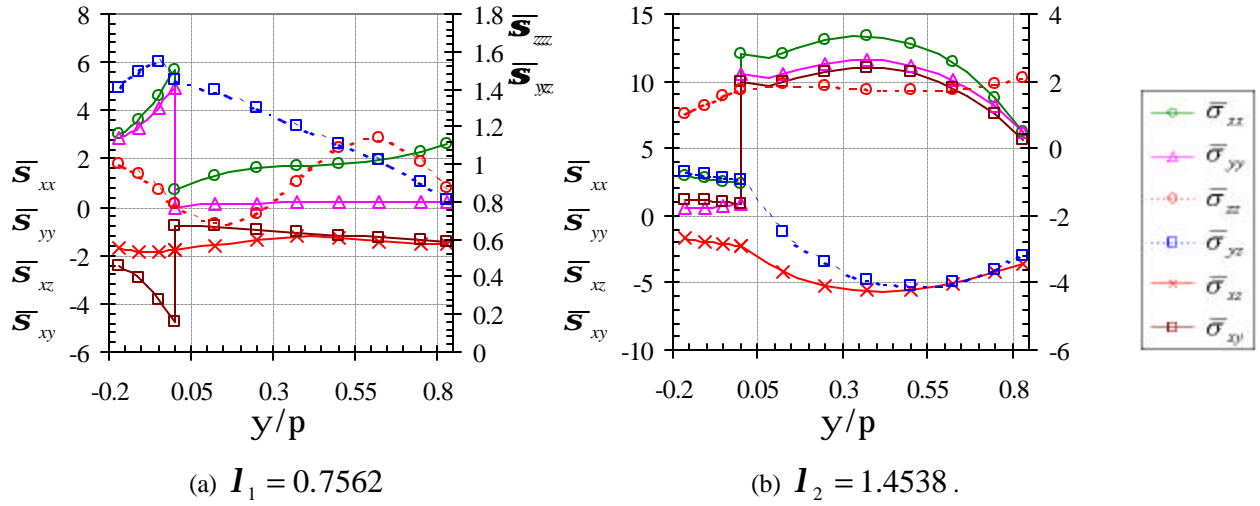 8
6
4
2
0
-2
-4
-6
s̄ xx
s̄ yy
s̄ xz
s̄ xy
1.8
1.6
1.4
1.2
1
0.8
0.6
0.4
0.2
0
s̄ zz
s̄ yz
-0.2 0.05 0.3 0.55 0.8
y/p
(a) l₁ = 0.7562
15
10
5
0
-5
-10
s̄ xx
s̄ yy
s̄ xz
s̄ xy
4
2
0
-2
-4
-6
-0.2 0.05 0.3 0.55 0.8
y/p
(b) l₂ = 1.4538.
σ̄ xx
σ̄ yy
σ̄ zz
σ̄ yz
σ̄ xz
σ̄ xy